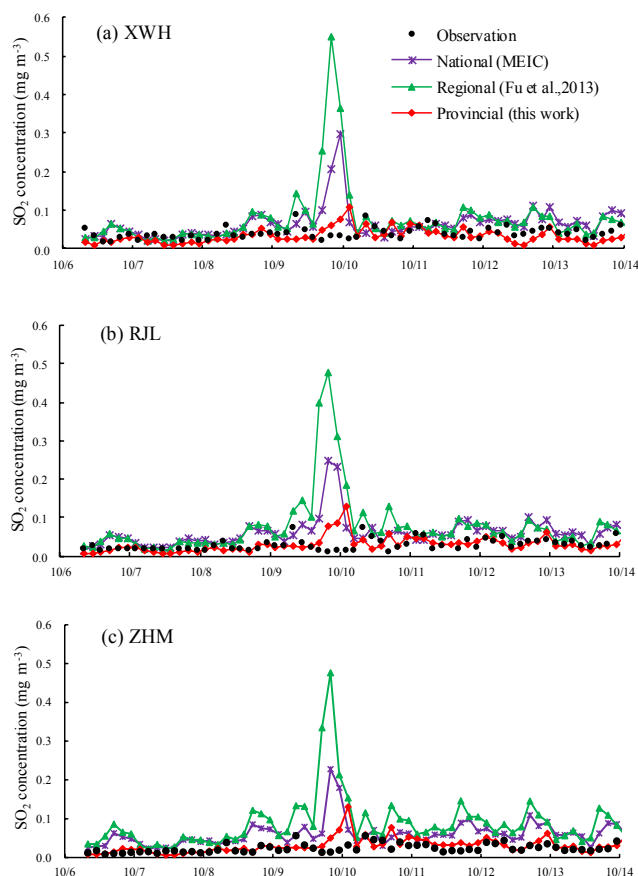 (a) XWH
Observation
National (MEIC)
Regional (Fu et al.,2013)
Provincial (this work)
SO₂ concentration (mg m⁻³)
0.6
0.5
0.4
0.3
0.2
0.1
0.0
10/6 10/7 10/8 10/9 10/10 10/11 10/12 10/13 10/14
(b) RJL
SO₂ concentration (mg m⁻³)
0.6
0.5
0.4
0.3
0.2
0.1
0.0
10/6 10/7 10/8 10/9 10/10 10/11 10/12 10/13 10/14
(c) ZHM
SO₂ concentration (mg m⁻³)
0.6
0.5
0.4
0.3
0.2
0.1
0.0
10/6 10/7 10/8 10/9 10/10 10/11 10/12 10/13 10/14